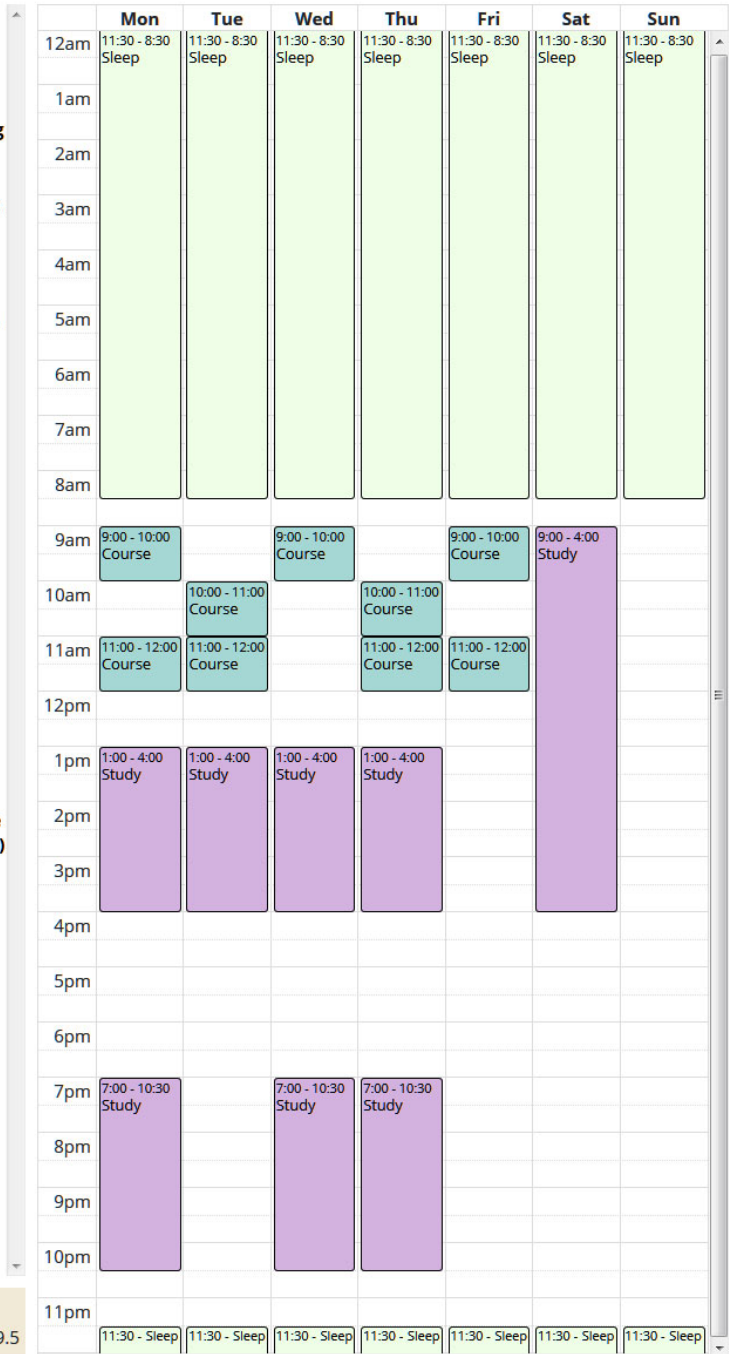 Mon Tue Wed Thu Fri Sat Sun
12am
11:30 - 8:30 11:30 - 8:30 11:30 - 8:30 11:30 - 8:30 11:30 - 8:30 11:30 - 8:30 11:30 - 8:30
Sleep Sleep Sleep Sleep Sleep Sleep Sleep
1am
g
2am
3am
4am
5am
6am
7am
8am
9am
9:00 - 10:00 9:00 - 10:00 9:00 - 10:00 9:00 - 4:00
Course Course Course Study
10am
10:00 - 11:00 10:00 - 11:00
Course Course
11am
11:00 - 12:00 11:00 - 12:00 11:00 - 12:00 11:00 - 12:00
Course Course Course Course
12pm
1pm
1:00 - 4:00 1:00 - 4:00 1:00 - 4:00 1:00 - 4:00
Study Study Study Study
2pm
)
3pm
4pm
5pm
6pm
7pm
7:00 - 10:30 7:00 - 10:30 7:00 - 10:30
Study Study Study
8pm
9pm
10pm
11pm
9.5
11:30 - Sleep 11:30 - Sleep 11:30 - Sleep 11:30 - Sleep 11:30 - Sleep 11:30 - Sleep 11:30 - Sleep